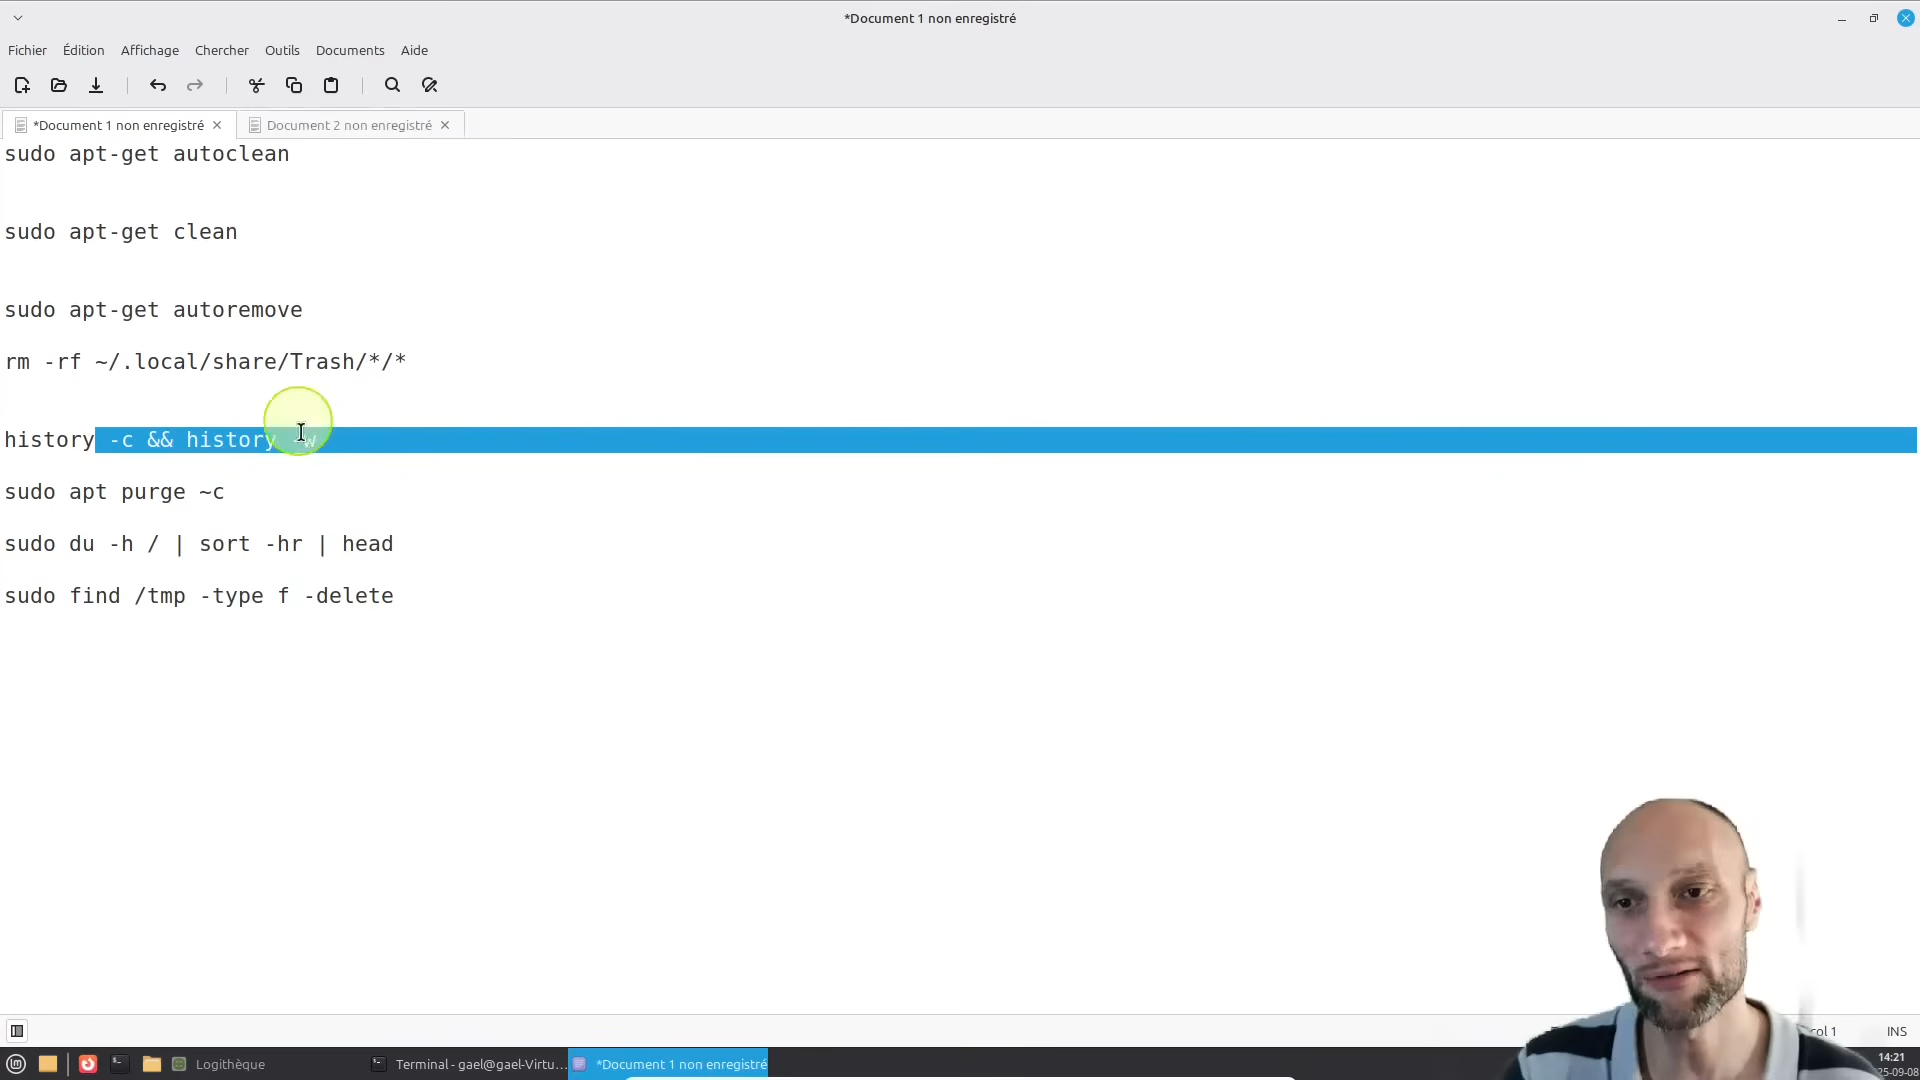 *Document 1 non enregistré
Fichier Édition Affichage Chercher Outils Documents Aide
*Document 1 non enregistré Document 2 non enregistré
sudo apt-get autoclean
sudo apt-get clean
sudo apt-get autoremove
rm -rf ~/.local/share/Trash/*/*
history -c && history -w
sudo apt purge ~c
sudo du -h / | sort -hr | head
sudo find /tmp -type f -delete
col 1 INS
Logithèque Terminal - gael@gael-Virtu... *Document 1 non enregistré 14:21
25-09-08